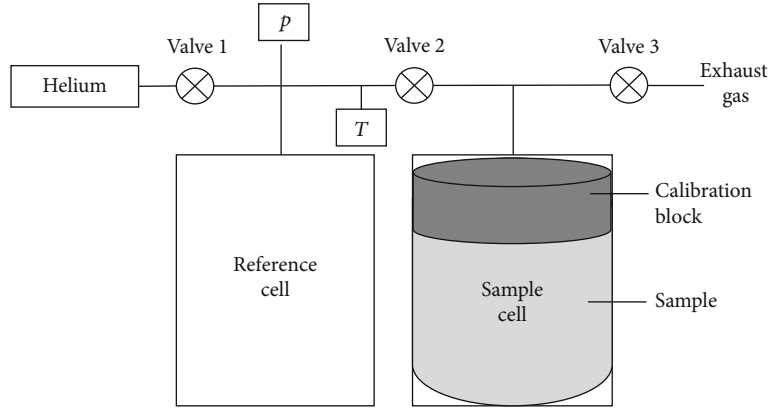 p
Valve 1
Valve 2
Valve 3
Helium
T
Exhaust
gas
Calibration
block
Reference
cell
Sample
cell
Sample